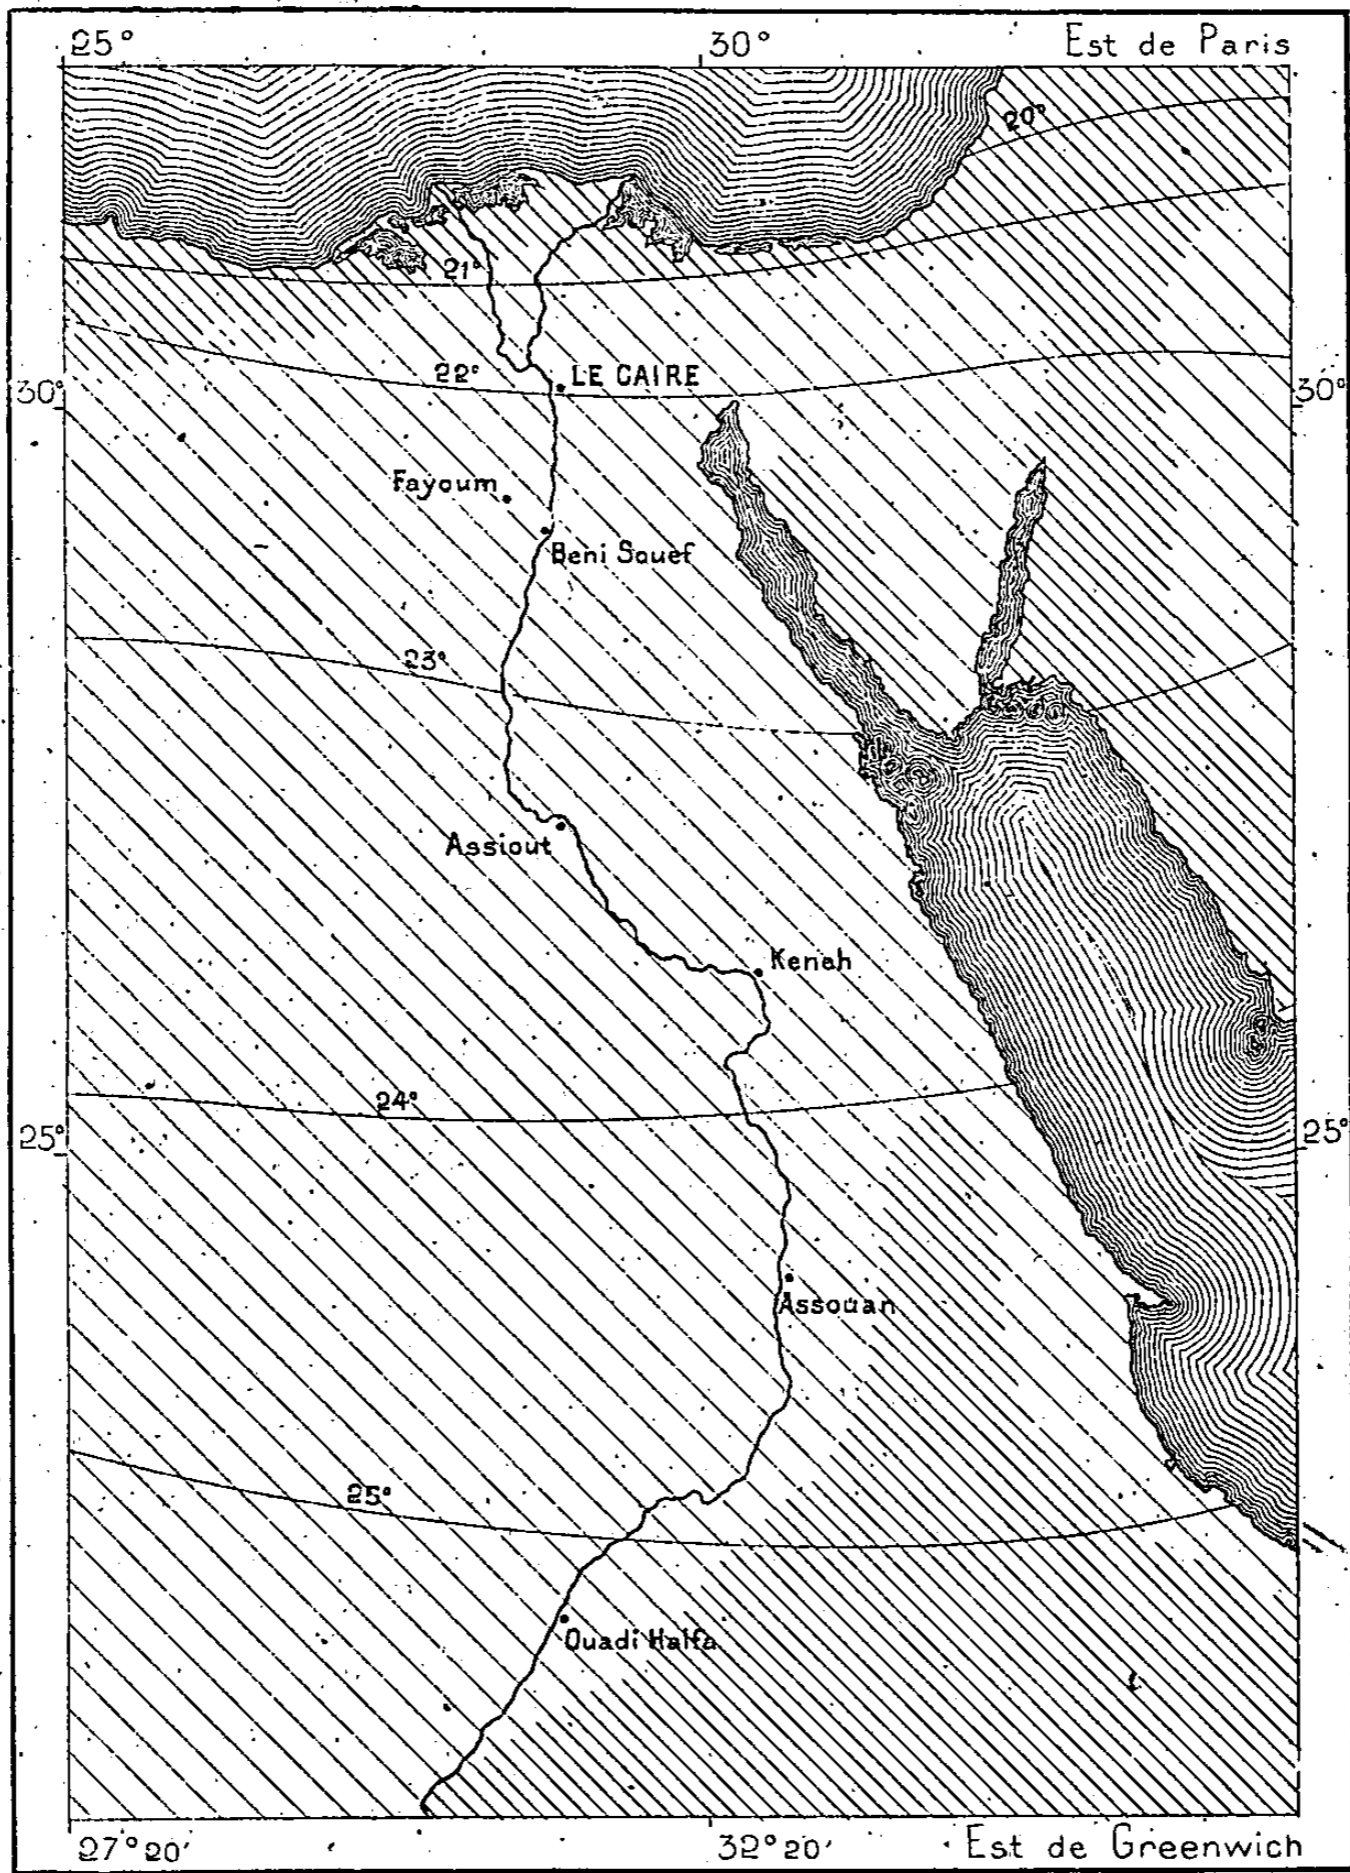 25° 30° Est de Paris
20°
21°
22° LE CAIRE
30° 30°
Fayoum
Beni Souef
23°
Assiout
Keneh
24°
25° 25°
Assouan
25°
Ouadi Halfa
27°20' 32°20' Est de Greenwich